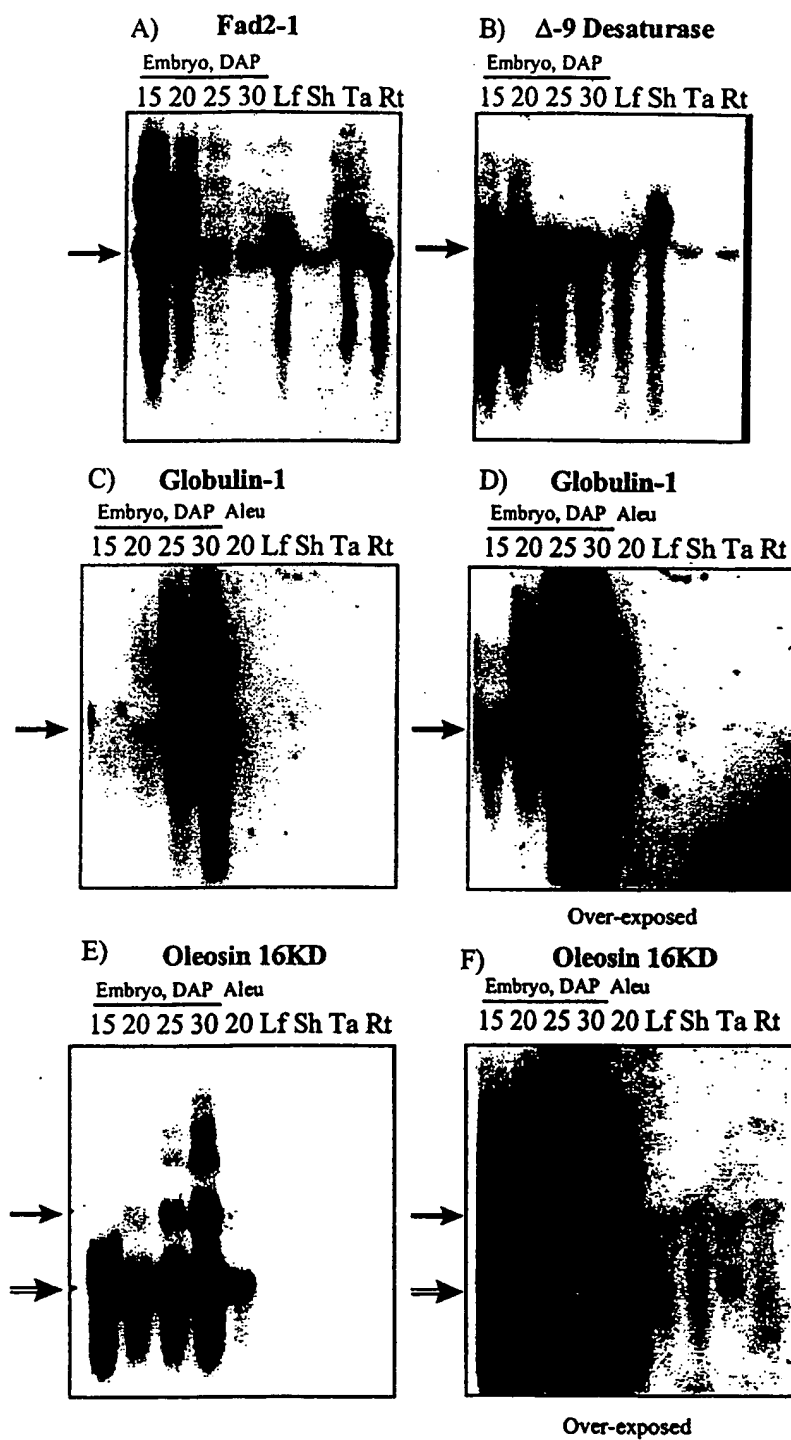 A) Fad2-1
Embryo, DAP
15 20 25 30 Lf Sh Ta Rt
B) Δ-9 Desaturase
Embryo, DAP
15 20 25 30 Lf Sh Ta Rt
C) Globulin-1
Embryo, DAP Aleu
15 20 25 30 20 Lf Sh Ta Rt
D) Globulin-1
Embryo, DAP Aleu
15 20 25 30 20 Lf Sh Ta Rt
Over-exposed
E) Oleosin 16KD
Embryo, DAP Aleu
15 20 25 30 20 Lf Sh Ta Rt
F) Oleosin 16KD
Embryo, DAP Aleu
15 20 25 30 20 Lf Sh Ta Rt
Over-exposed